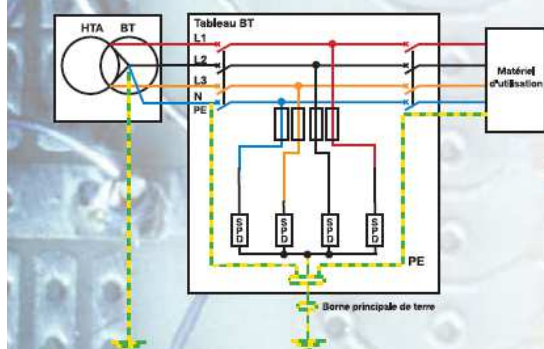 HTA BT
Tableau BT
L1
L2
L3
N
PE
Matériel
d'utilisation
SPD SPD SPD SPD
PE
Borne principale de terre